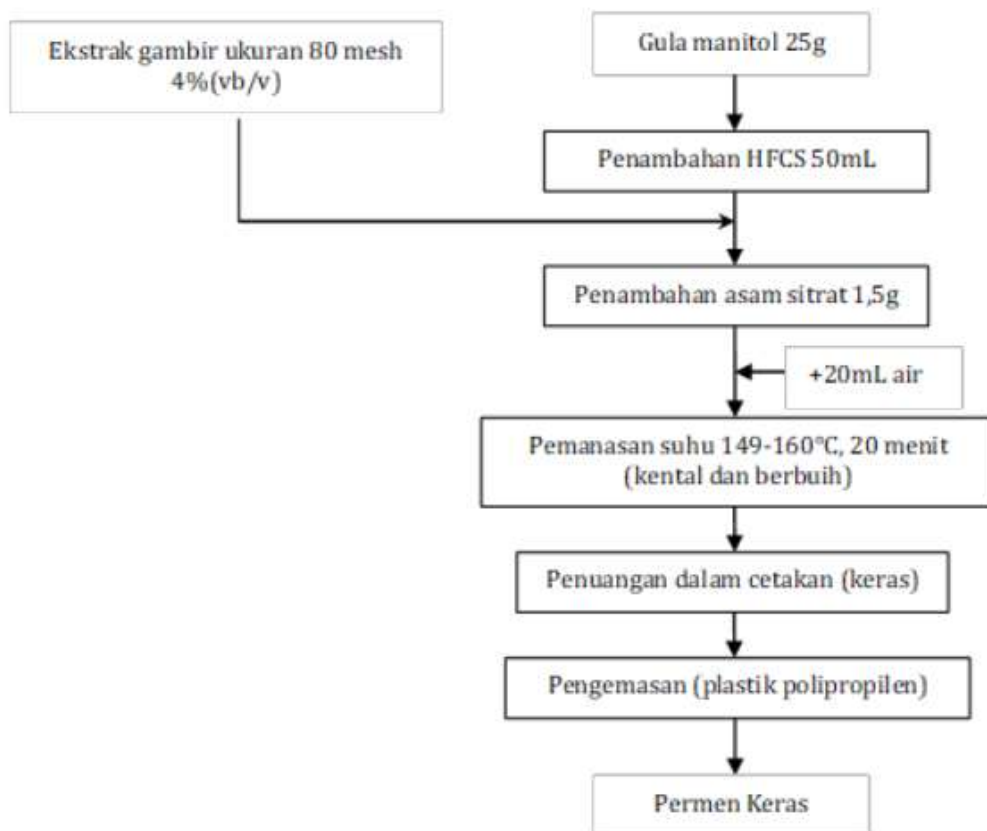 Ekstrak gambir ukuran 80 mesh
4%(vb/v)
Gula manitol 25g
Penambahan HFCS 50mL
Penambahan asam sitrat 1,5g
+20mL air
Pemanasan suhu 149-160°C, 20 menit
(kental dan berbuih)
Penuangan dalam cetakan (keras)
Pengemasan (plastik polipropilen)
Permen Keras